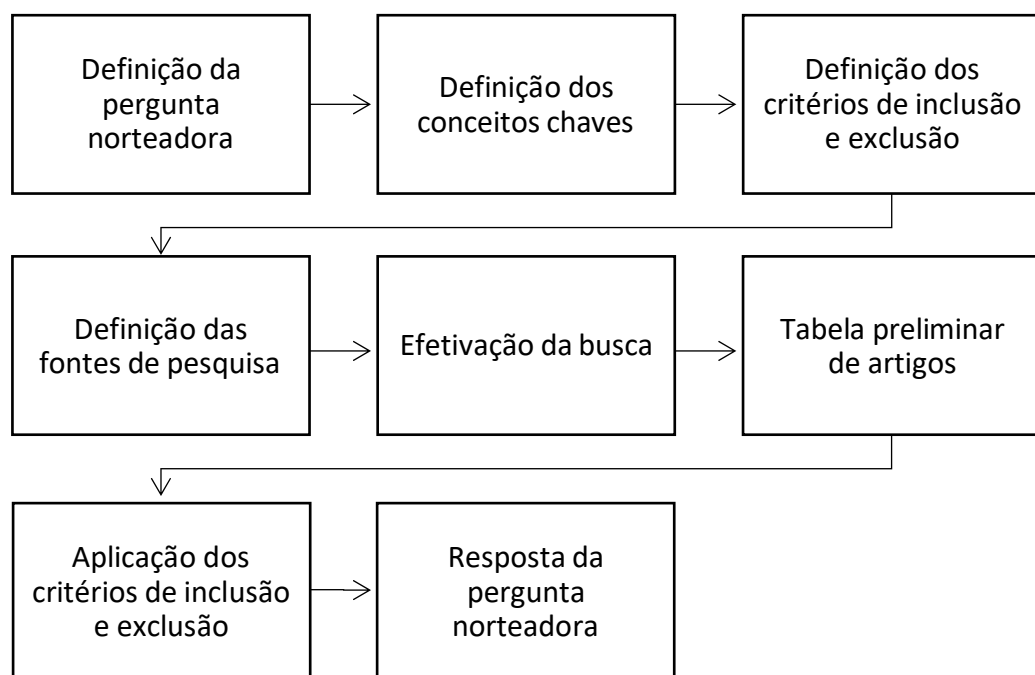 Definição da
pergunta
norteadora
Definição dos
conceitos chaves
Definição dos
critérios de inclusão
e exclusão
Definição das
fontes de pesquisa
Efetivação da busca
Tabela preliminar
de artigos
Aplicação dos
critérios de inclusão
e exclusão
Resposta da
pergunta
norteadora